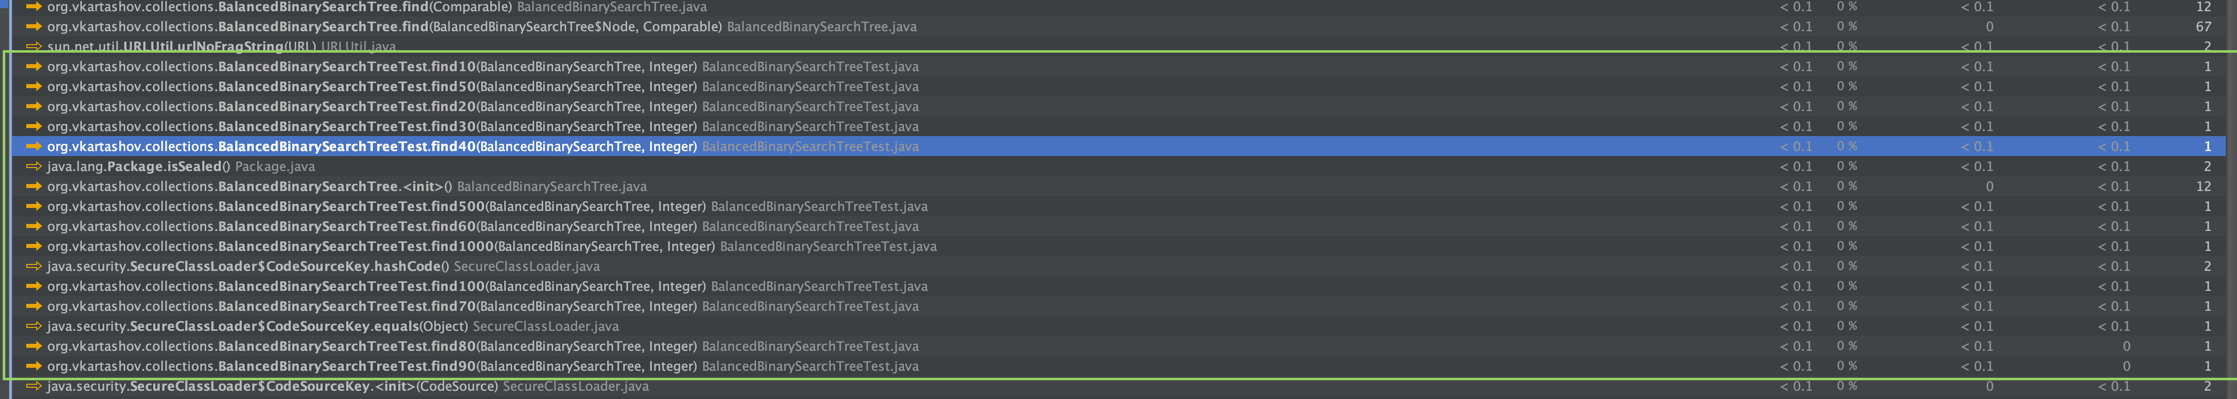 org.vkartashov.collections.BalancedBinarySearchTree.find(Comparable) BalancedBinarySearchTree.java < 0.1 0 % < 0.1 < 0.1 12
org.vkartashov.collections.BalancedBinarySearchTree.find(BalancedBinarySearchTree$Node, Comparable) BalancedBinarySearchTree.java < 0.1 0 % 0 < 0.1 67
sun.net.util.URLUtil.urlNoFragString(URL) URLUtil.java < 0.1 0 % < 0.1 < 0.1 2
org.vkartashov.collections.BalancedBinarySearchTreeTest.find10(BalancedBinarySearchTree, Integer) BalancedBinarySearchTreeTest.java < 0.1 0 % < 0.1 < 0.1 1
org.vkartashov.collections.BalancedBinarySearchTreeTest.find50(BalancedBinarySearchTree, Integer) BalancedBinarySearchTreeTest.java < 0.1 0 % < 0.1 < 0.1 1
org.vkartashov.collections.BalancedBinarySearchTreeTest.find20(BalancedBinarySearchTree, Integer) BalancedBinarySearchTreeTest.java < 0.1 0 % < 0.1 < 0.1 1
org.vkartashov.collections.BalancedBinarySearchTreeTest.find30(BalancedBinarySearchTree, Integer) BalancedBinarySearchTreeTest.java < 0.1 0 % < 0.1 < 0.1 1
org.vkartashov.collections.BalancedBinarySearchTreeTest.find40(BalancedBinarySearchTree, Integer) BalancedBinarySearchTreeTest.java < 0.1 0 % < 0.1 < 0.1 1
java.lang.Package.isSealed() Package.java < 0.1 0 % < 0.1 < 0.1 2
org.vkartashov.collections.BalancedBinarySearchTree.<init>() BalancedBinarySearchTree.java < 0.1 0 % 0 < 0.1 12
org.vkartashov.collections.BalancedBinarySearchTreeTest.find500(BalancedBinarySearchTree, Integer) BalancedBinarySearchTreeTest.java < 0.1 0 % < 0.1 < 0.1 1
org.vkartashov.collections.BalancedBinarySearchTreeTest.find60(BalancedBinarySearchTree, Integer) BalancedBinarySearchTreeTest.java < 0.1 0 % < 0.1 < 0.1 1
org.vkartashov.collections.BalancedBinarySearchTreeTest.find1000(BalancedBinarySearchTree, Integer) BalancedBinarySearchTreeTest.java < 0.1 0 % < 0.1 < 0.1 1
java.security.SecureClassLoader$CodeSourceKey.hashCode() SecureClassLoader.java < 0.1 0 % < 0.1 < 0.1 2
org.vkartashov.collections.BalancedBinarySearchTreeTest.find100(BalancedBinarySearchTree, Integer) BalancedBinarySearchTreeTest.java < 0.1 0 % < 0.1 < 0.1 1
org.vkartashov.collections.BalancedBinarySearchTreeTest.find70(BalancedBinarySearchTree, Integer) BalancedBinarySearchTreeTest.java < 0.1 0 % < 0.1 < 0.1 1
java.security.SecureClassLoader$CodeSourceKey.equals(Object) SecureClassLoader.java < 0.1 0 % < 0.1 < 0.1 1
org.vkartashov.collections.BalancedBinarySearchTreeTest.find80(BalancedBinarySearchTree, Integer) BalancedBinarySearchTreeTest.java < 0.1 0 % < 0.1 0 1
org.vkartashov.collections.BalancedBinarySearchTreeTest.find90(BalancedBinarySearchTree, Integer) BalancedBinarySearchTreeTest.java < 0.1 0 % < 0.1 0 1
java.security.SecureClassLoader$CodeSourceKey.<init>(CodeSource) SecureClassLoader.java < 0.1 0 % 0 < 0.1 2